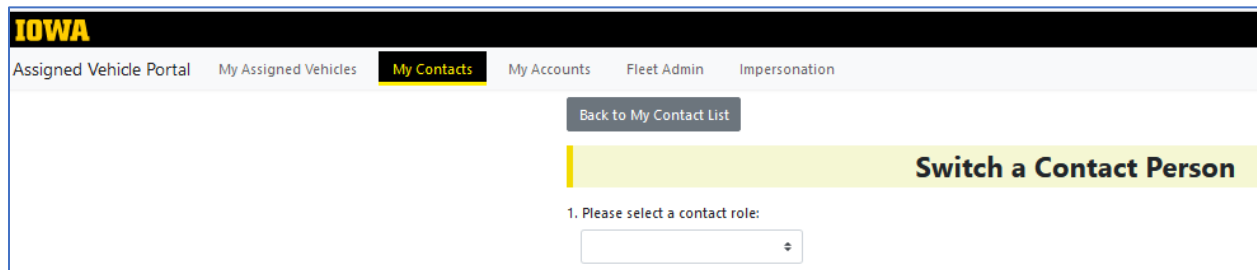 IOWA
Assigned Vehicle Portal My Assigned Vehicles My Contacts My Accounts Fleet Admin Impersonation
Back to My Contact List
Switch a Contact Person
1. Please select a contact role: